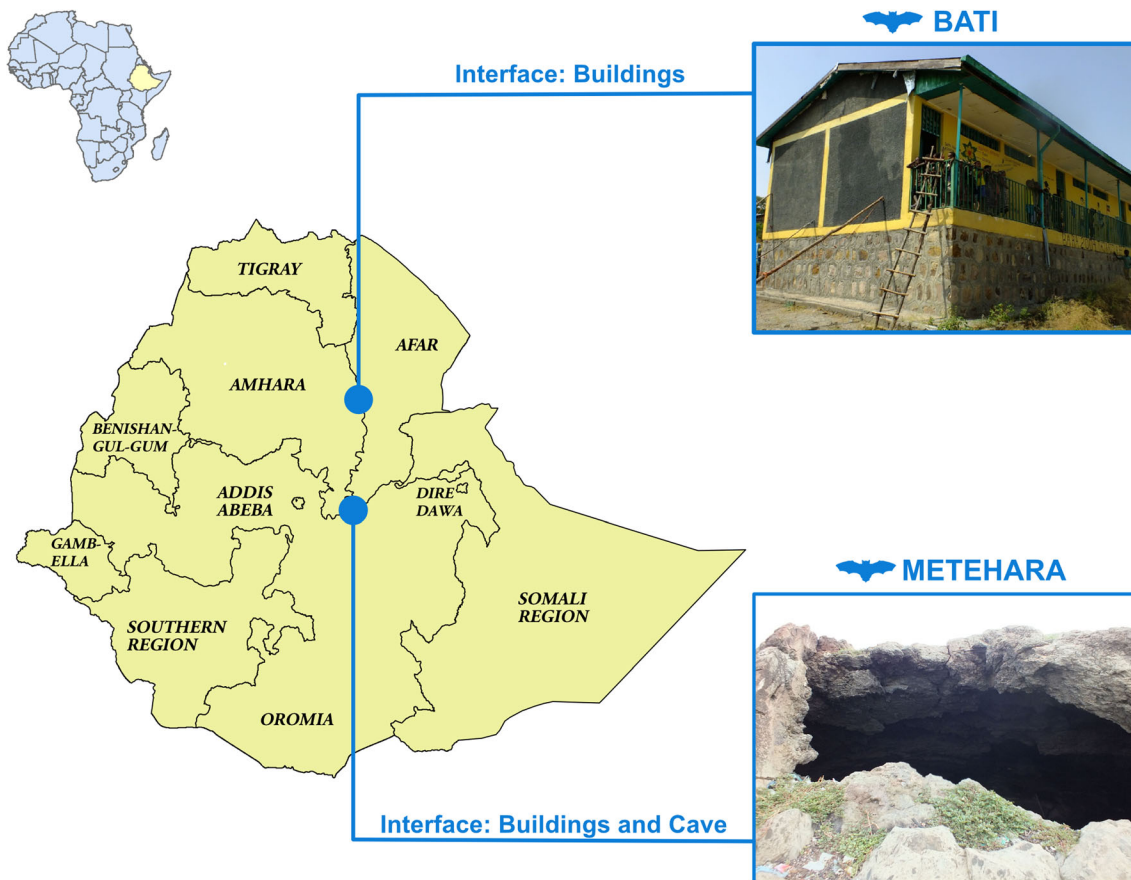 BATI
Interface: Buildings
TIGRAY
AFAR
AMHARA
BENISHAN-
GUL-GUM
ADDIS
ABEBA
DIRE
DAWA
GAMB-
ELLA
SOMALI
REGION
SOUTHERN
REGION
OROMIA
METEHARA
Interface: Buildings and Cave